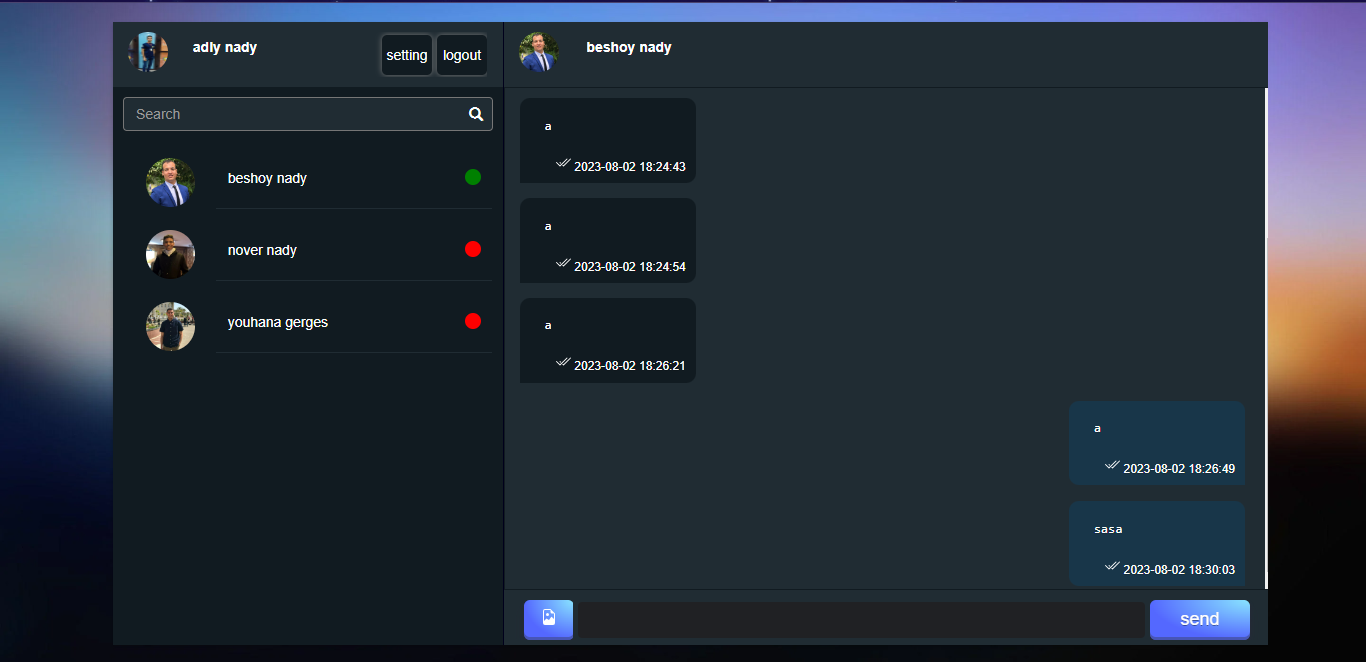 adly nady
setting
logout
Search
beshoy nady
nover nady
youhana gerges
beshoy nady
a
2023-08-02 18:24:43
a
2023-08-02 18:24:54
a
2023-08-02 18:26:21
a
2023-08-02 18:26:49
sasa
2023-08-02 18:30:03
send